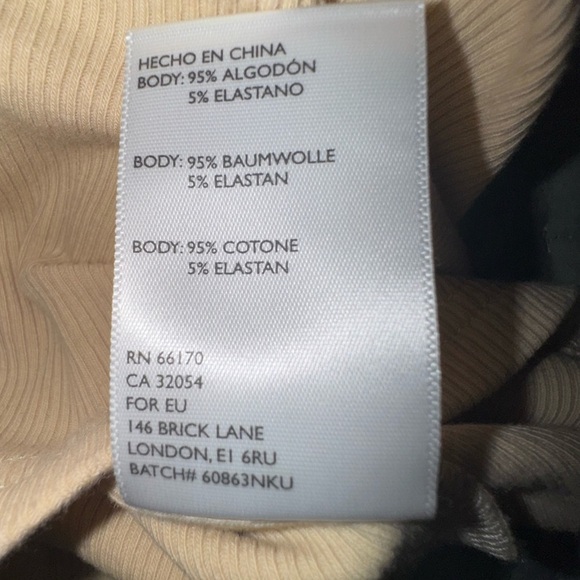 HECHO EN CHINA
BODY: 95% ALGODÓN
5% ELASTANO
BODY: 95% BAUMWOLLE
5% ELASTAN
BODY: 95% COTONE
5% ELASTAN
RN 66170
CA 32054
FOR EU
146 BRICK LANE
LONDON, E1 6RU
BATCH# 60863NKU